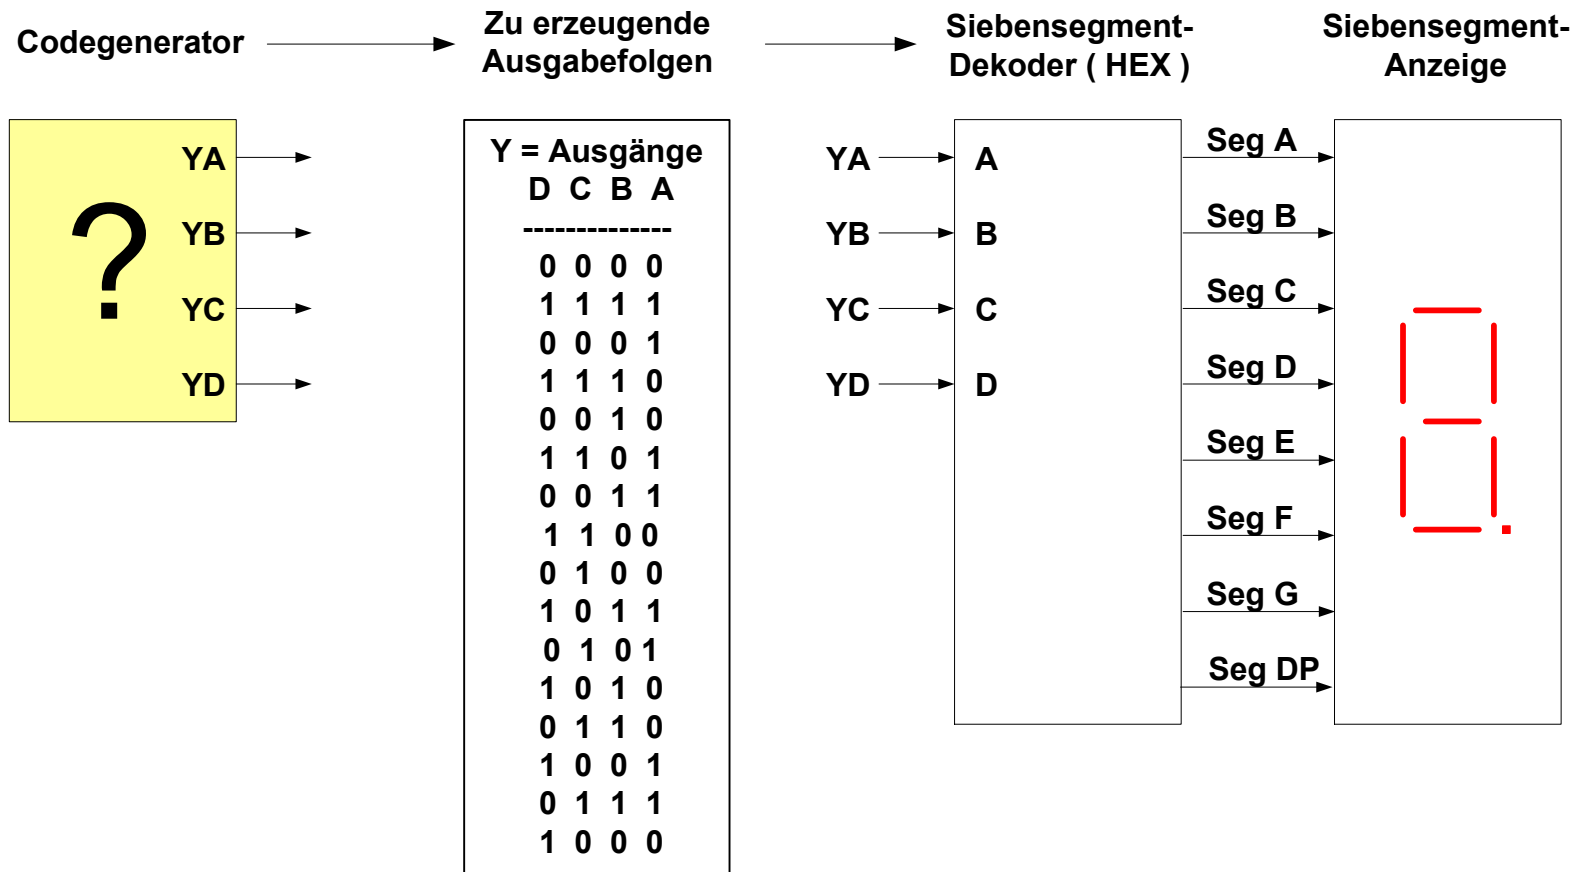 Codegenerator
Zu erzeugende
Ausgabefolgen
Siebensegment-
Dekoder ( HEX )
Siebensegment-
Anzeige
?
YA
YB
YC
YD
Y = Ausgänge
D C B A
--------------
0 0 0 0
1 1 1 1
0 0 0 1
1 1 1 0
0 0 1 0
1 1 0 1
0 0 1 1
1 1 0 0
0 1 0 0
1 0 1 1
0 1 0 1
1 0 1 0
0 1 1 0
1 0 0 1
0 1 1 1
1 0 0 0
YA
YB
YC
YD
A
B
C
D
Seg A
Seg B
Seg C
Seg D
Seg E
Seg F
Seg G
Seg DP
8.